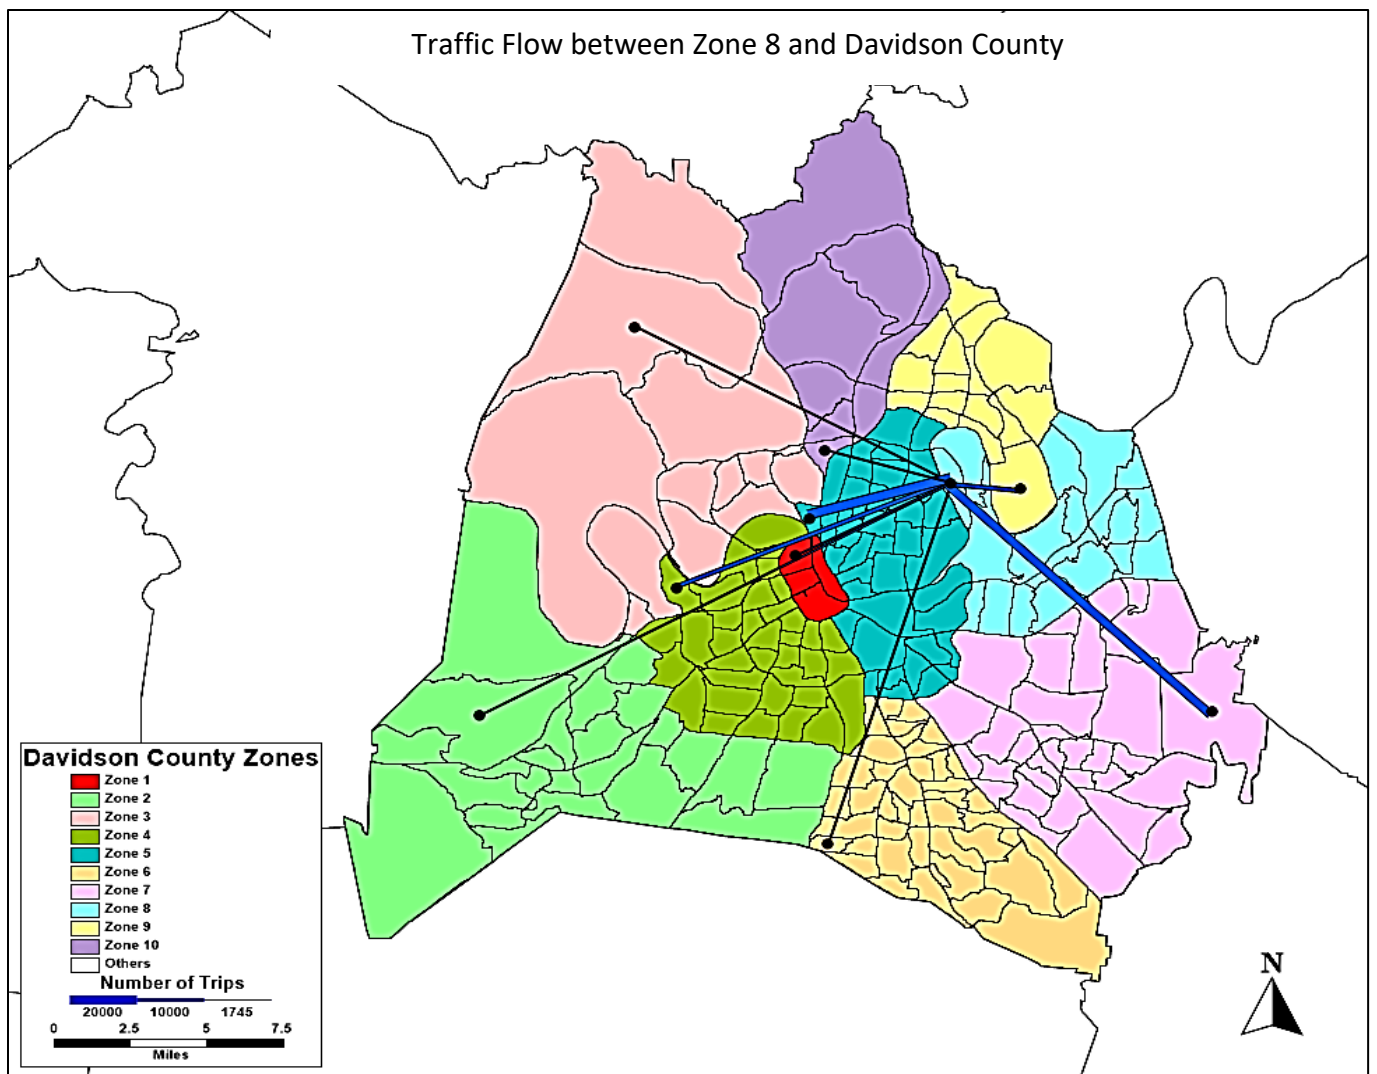 Traffic Flow between Zone 8 and Davidson County
Davidson County Zones
Zone 1
Zone 2
Zone 3
Zone 4
Zone 5
Zone 6
Zone 7
Zone 8
Zone 9
Zone 10
Others
Number of Trips
20000 10000 1745
0 2.5 5 7.5
Miles
N